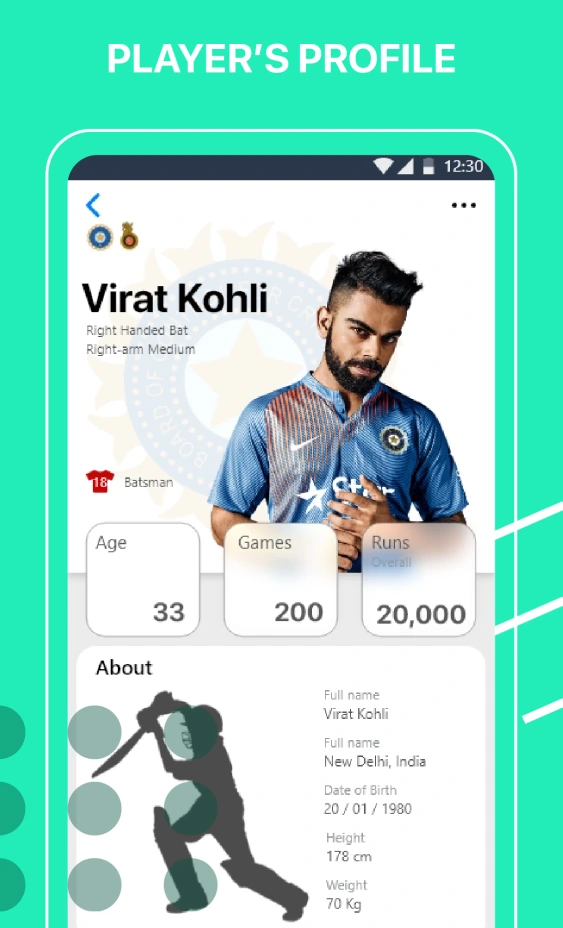 PLAYER'S PROFILE
12:30
Virat Kohli
Right Handed Bat
Right-arm Medium
18 Batsman
Age
33
Games
200
Runs
Overall
20,000
About
Full name
Virat Kohli
Full name
New Delhi, India
Date of Birth
20 / 01 / 1980
Height
178 cm
Weight
70 Kg